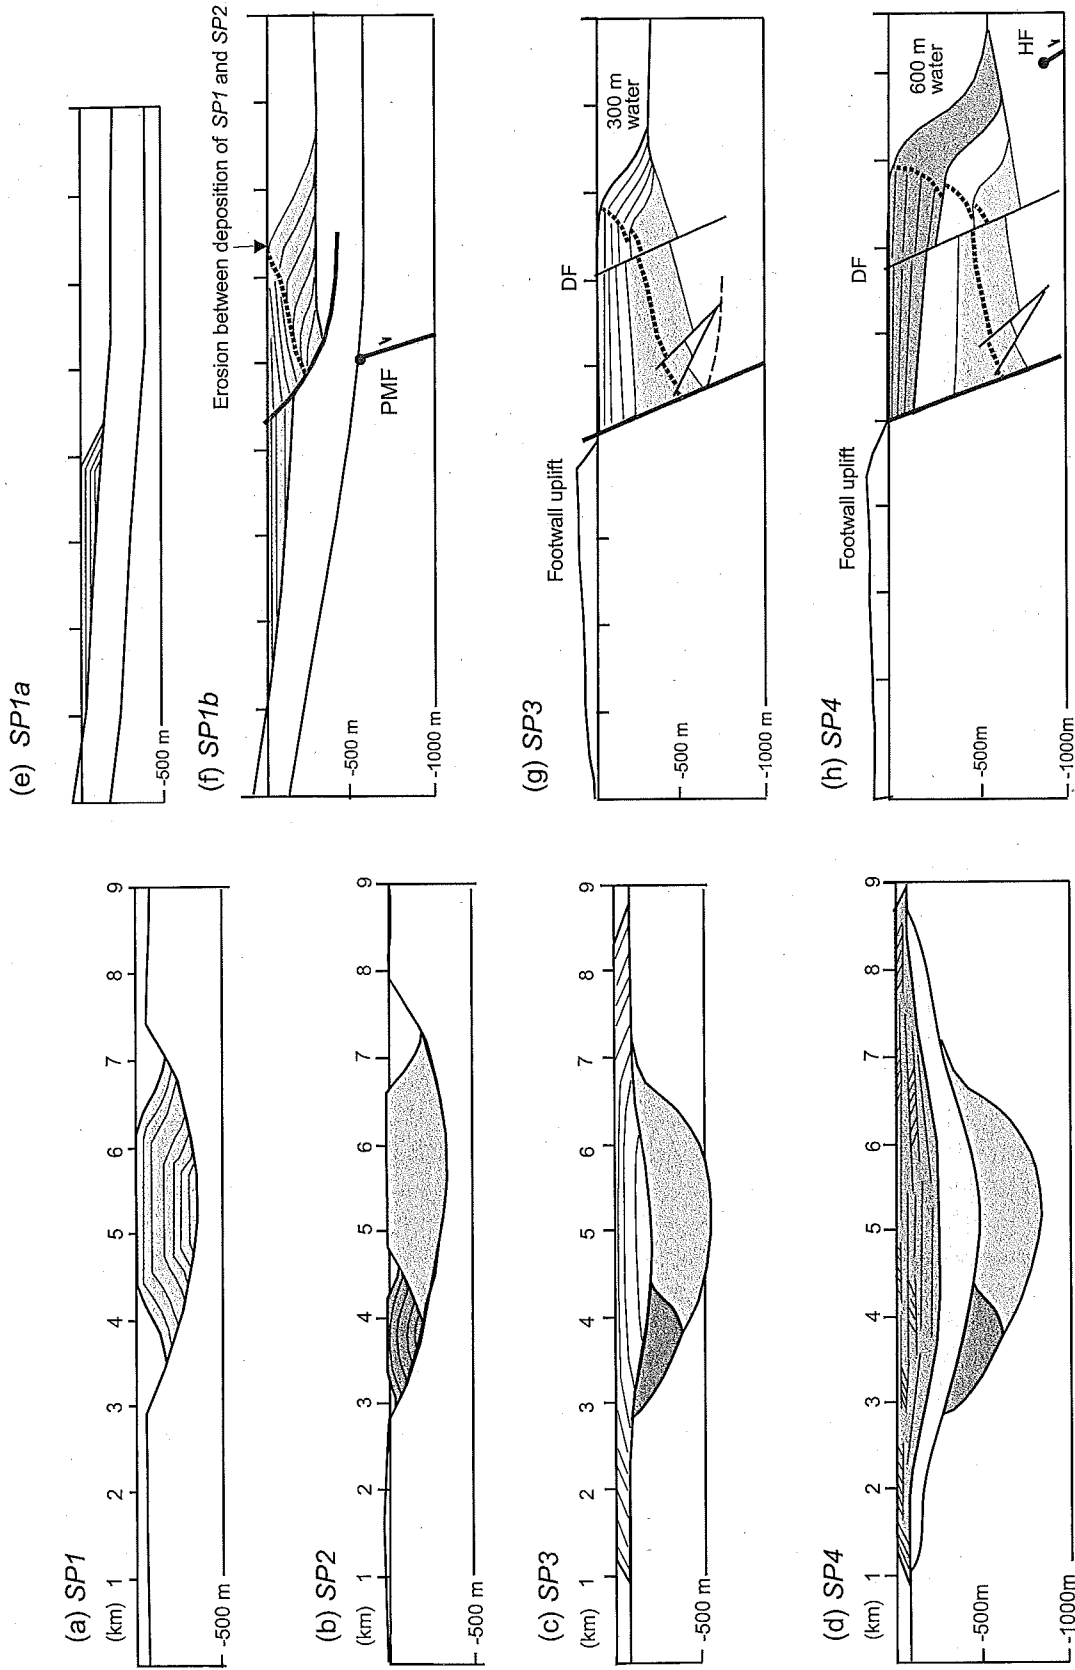 (a) SP1
(km) 1 2 3 4 5 6 7 8 9
-500 m
(b) SP2
(km) 1 2 3 4 5 6 7 8 9
-500 m
(c) SP3
(km) 1 2 3 4 5 6 7 8 9
-500 m
(d) SP4
(km) 1 2 3 4 5 6 7 8 9
-500m
-1000m
(e) SP1a
-500 m
(f) SP1b
Erosion between deposition of SP1 and SP2
PMF
-500 m
-1000 m
(g) SP3
Footwall uplift
DF
300 m
water
-500 m
-1000 m
(h) SP4
Footwall uplift
DF
600 m
water
HF
-500m
-1000m